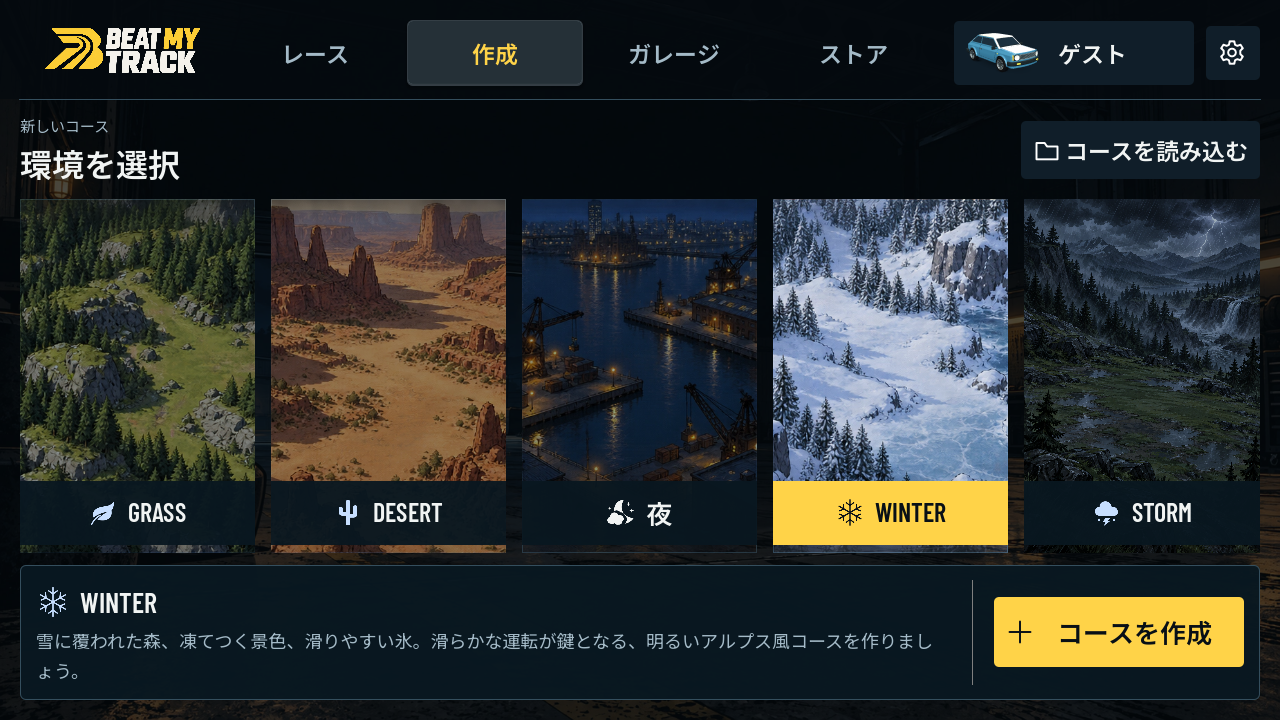 BEAT MY
TRACK
レース
作成
ガレージ
ストア
ゲスト
新しいコース
環境を選択
コースを読み込む
GRASS
DESERT
夜
WINTER
STORM
WINTER
雪に覆われた森、凍てつく景色、滑りやすい氷。滑らかな運転が鍵となる、明るいアルプス風コースを作りまし
ょう。
コースを作成